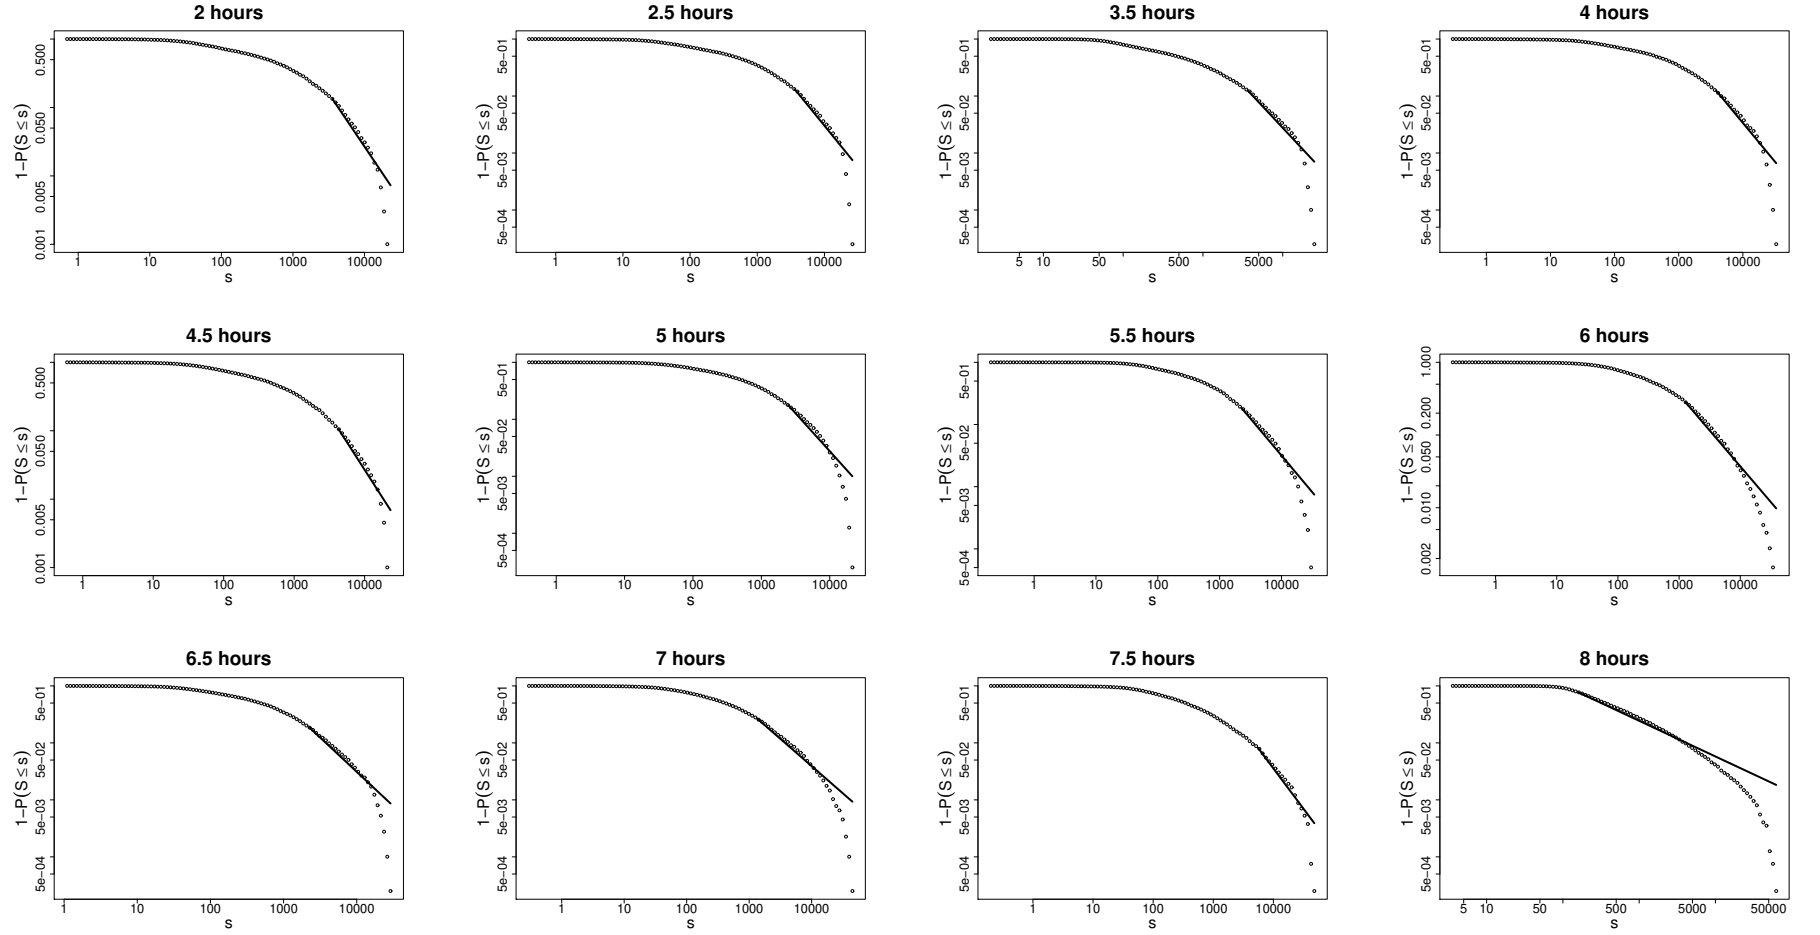 2 hours
1−P(S ≤ s)
0.500
0.050
0.005
0.001
1 10 100 1000 10000
s
2.5 hours
1−P(S ≤ s)
5e−01
5e−02
5e−03
5e−04
1 10 100 1000 10000
s
3.5 hours
1−P(S ≤ s)
5e−01
5e−02
5e−03
5e−04
5 10 50 500 5000
s
4 hours
1−P(S ≤ s)
5e−01
5e−02
5e−03
5e−04
1 10 100 1000 10000
s
4.5 hours
1−P(S ≤ s)
0.500
0.050
0.005
0.001
1 10 100 1000 10000
s
5 hours
1−P(S ≤ s)
5e−01
5e−02
5e−03
5e−04
1 10 100 1000 10000
s
5.5 hours
1−P(S ≤ s)
5e−01
5e−02
5e−03
5e−04
1 10 100 1000 10000
s
6 hours
1−P(S ≤ s)
1.000
0.200
0.050
0.010
0.002
1 10 100 1000 10000
s
6.5 hours
1−P(S ≤ s)
5e−01
5e−02
5e−03
5e−04
1 10 100 1000 10000
s
7 hours
1−P(S ≤ s)
5e−01
5e−02
5e−03
5e−04
1 10 100 1000 10000
s
7.5 hours
1−P(S ≤ s)
5e−01
5e−02
5e−03
5e−04
1 10 100 1000 10000
s
8 hours
1−P(S ≤ s)
5e−01
5e−02
5e−03
5e−04
5 10 50 500 5000 50000
s